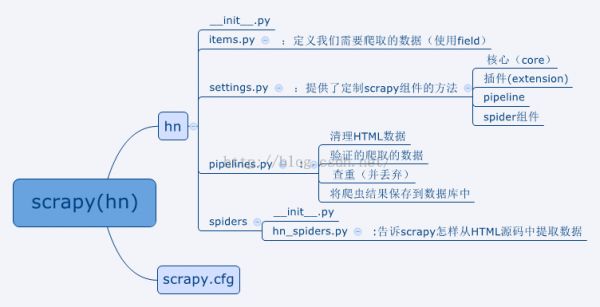 __init__.py
items.py ：定义我们需要爬取的数据（使用field）
核心（core）
settings.py ：提供了定制scrapy组件的方法
插件(extension)
pipeline
spider组件
hn
清理HTML数据
http://blog.csdn.net/
验证的爬取的数据
pipelines.py ：
查重（并丢弃）
将爬虫结果保存到数据库中
scrapy(hn)
__init__.py
spiders
hn_spiders.py :告诉scrapy怎样从HTML源码中提取数据
scrapy.cfg